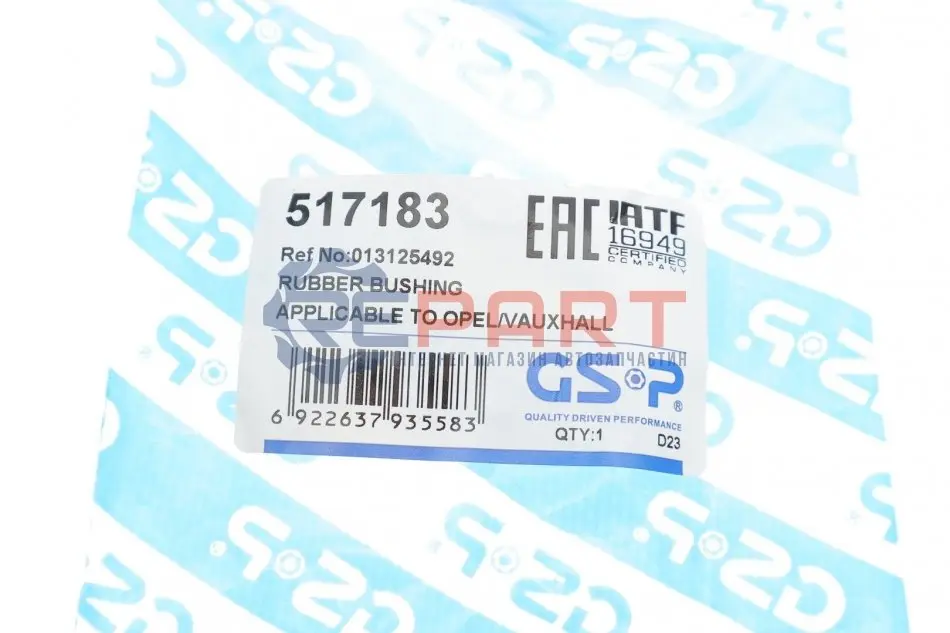 517183
EAC
IATF
16949
CERTIFIED
COMPANY
Ref No:013125492
RUBBER BUSHING
APPLICABLE TO OPEL/VAUXHALL
REPART
ІНТЕРНЕТ МАГАЗИН АВТОЗАПЧАСТИН
6 922637 935583
GSP®
QUALITY DRIVEN PERFORMANCE
QTY:1
D23